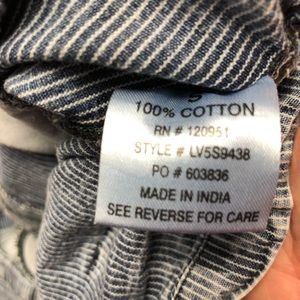 S
100% COTTON
RN # 120951
STYLE # LV5S9438
PO # 603836
MADE IN INDIA
SEE REVERSE FOR CARE